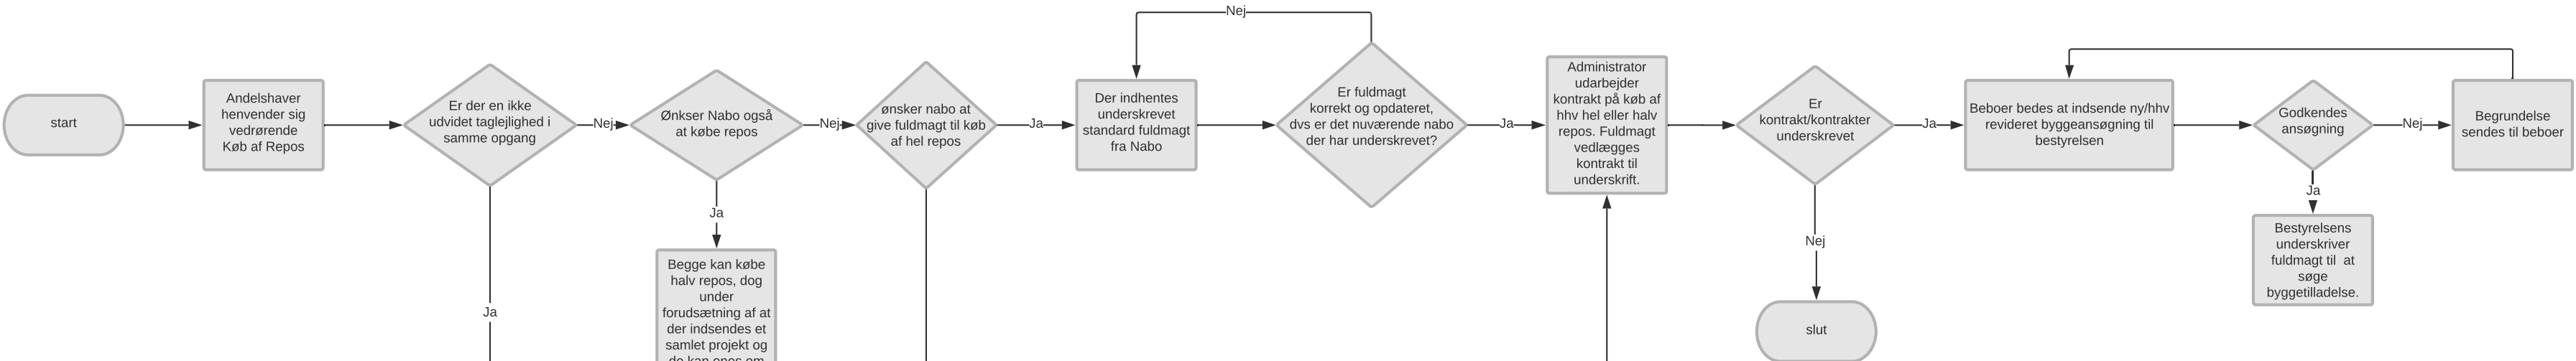 start
Andelshaver
henvender sig
vedrørende
Køb af Repos
Er der en ikke
udvidet taglejlighed i
samme opgang
Nej
Ja
Ønkser Nabo også
at købe repos
Nej
Ja
Begge kan købe
halv repos, dog
under
forudsætning af at
der indsendes et
samlet projekt og
de kan enes om
ønsker nabo at
give fuldmagt til køb
af hel repos
Ja
Der indhentes
underskrevet
standard fuldmagt
fra Nabo
Nej
Er fuldmagt
korrekt og opdateret,
dvs er det nuværende nabo
der har underskrevet?
Ja
Administrator
udarbejder
kontrakt på køb af
hhv hel eller halv
repos. Fuldmagt
vedlægges
kontrakt til
underskrift.
Er
kontrakt/kontrakter
underskrevet
Ja
Nej
slut
Beboer bedes at indsende ny/hhv
revideret byggeansøgning til
bestyrelsen
Godkendes
ansøgning
Nej
Ja
Begrundelse
sendes til beboer
Bestyrelsens
underskriver
fuldmagt til  at
søge
byggetilladelse.